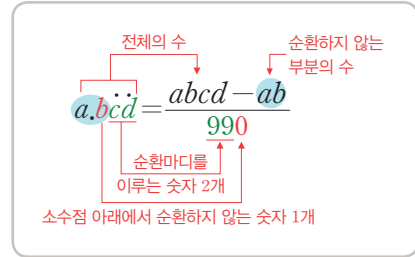 전체의 수
순환하지 않는
부분의 수
a.bċḋ = abcd − ab / 990
순환마디를
이루는 숫자 2개
소수점 아래에서 순환하지 않는 숫자 1개